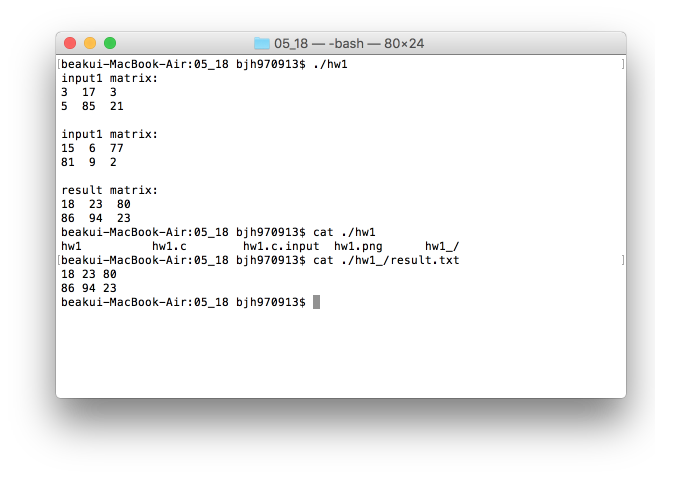 05_18 — -bash — 80×24
[beakui-MacBook-Air:05_18 bjh970913$ ./hw1 ]
input1 matrix:
3  17  3
5  85  21
input1 matrix:
15  6  77
81  9  2
result matrix:
18  23  80
86  94  23
beakui-MacBook-Air:05_18 bjh970913$ cat ./hw1
hw1          hw1.c        hw1.c.input  hw1.png      hw1_/
[beakui-MacBook-Air:05_18 bjh970913$ cat ./hw1_/result.txt ]
18 23 80
86 94 23
beakui-MacBook-Air:05_18 bjh970913$